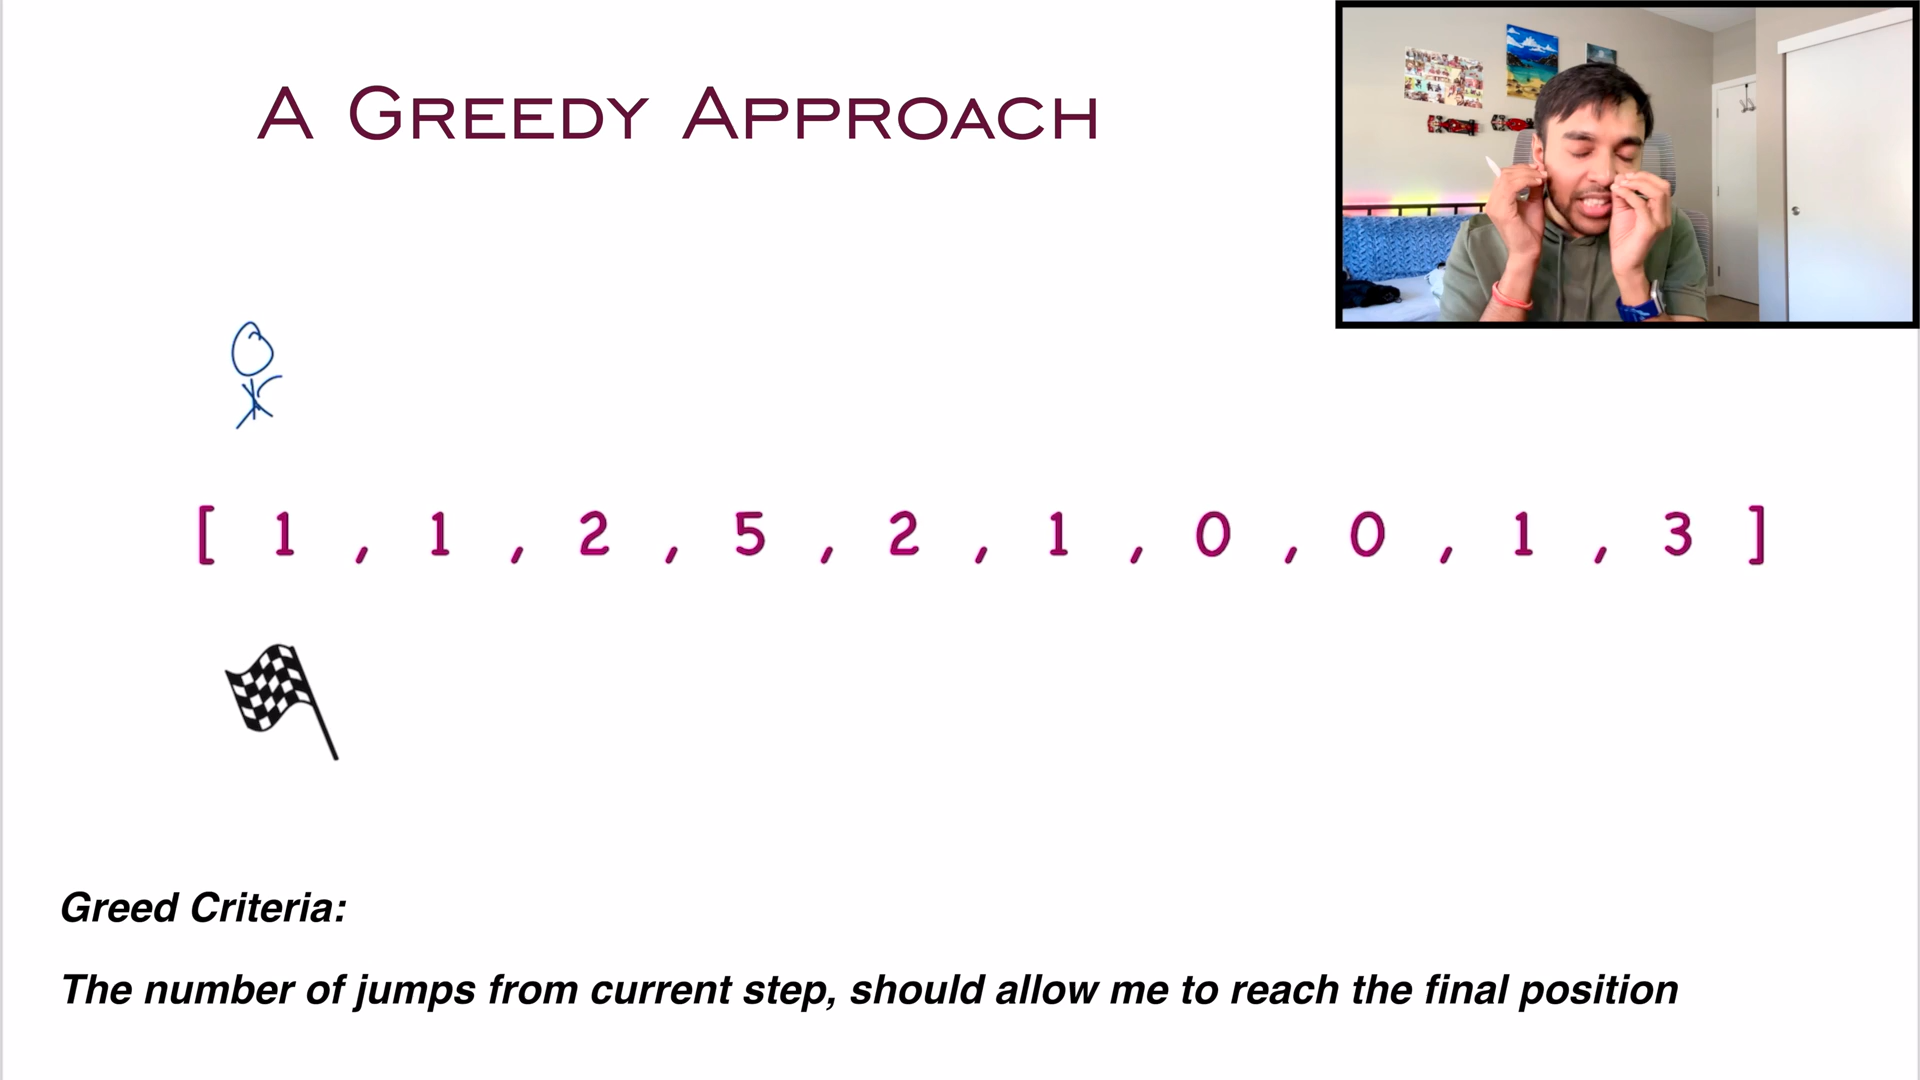 A GREEDY APPROACH
[ 1 , 1 , 2 , 5 , 2 , 1 , 0 , 0 , 1 , 3 ]
Greed Criteria:
The number of jumps from current step, should allow me to reach the final position